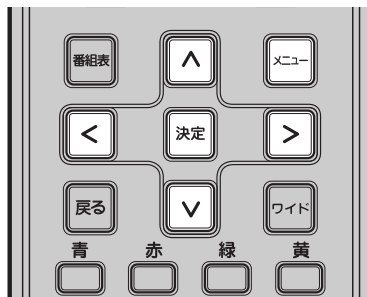 番組表 ∧ メニュー
< 決定 >
戻る ∨ ワイド
青 赤 緑 黄